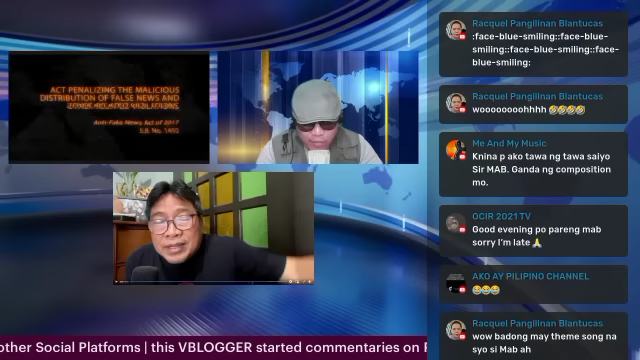 ACT PENALIZING THE MALICIOUS
DISTRIBUTION OF FALSE NEWS AND
Anti-Fake News Act of 2017
S.B. No. 1492
other Social Platforms | this VBLOGGER started commentaries on F
Racquel Pangilinan Blantucas
:face-blue-smiling::face-blue-
smiling::face-blue-smiling::face-
blue-smiling:
Racquel Pangilinan Blantucas
woooooooohhhh 🤣🤣🤣🤣
Me And My Music
Knina p ako tawa ng tawa saiyo
Sir MAB. Ganda ng composition
mo.
OCIR 2021 TV
Good evening po pareng mab
sorry I'm late 🙏
AKO AY PILIPINO CHANNEL
😂😂😂
Racquel Pangilinan Blantucas
wow badong may theme song na
syo si Mab ah